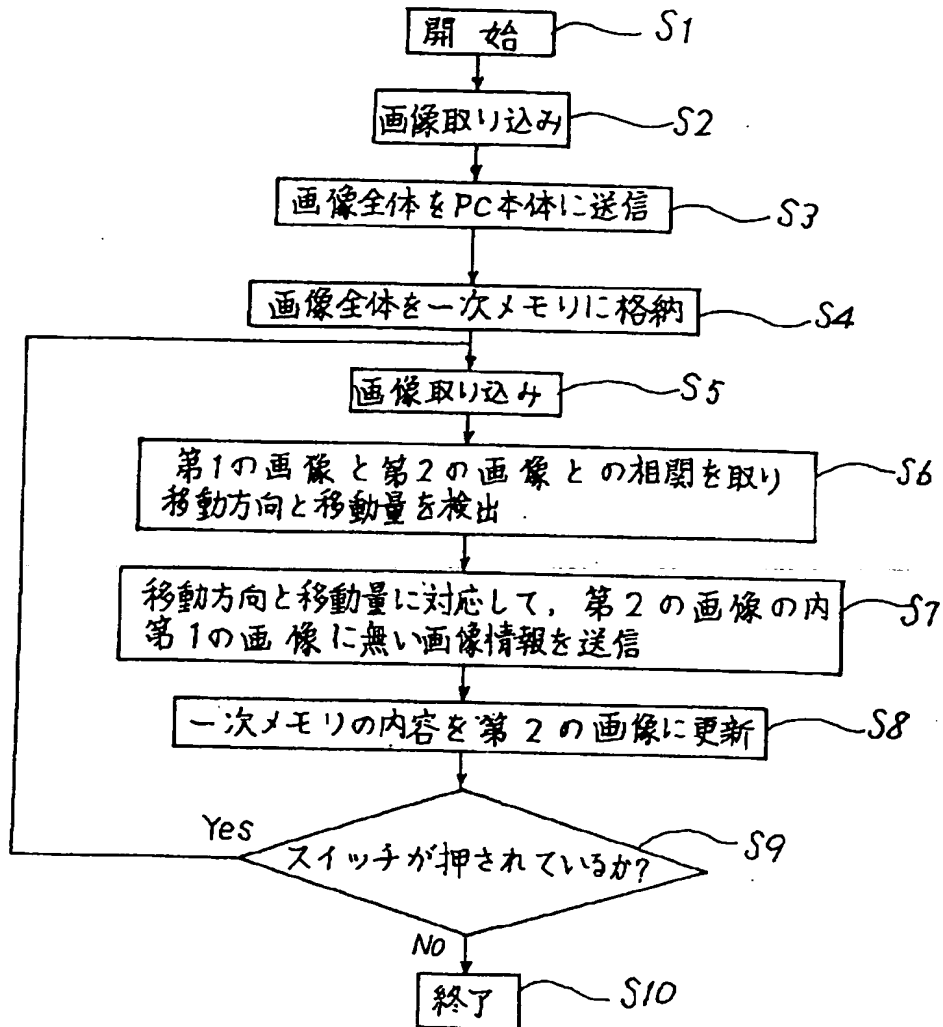 開始
S1
画像取り込み
S2
画像全体をPC本体に送信
S3
画像全体を一次メモリに格納
S4
画像取り込み
S5
第1の画像と第2の画像との相関を取り
移動方向と移動量を検出
S6
移動方向と移動量に対応して,第2の画像の内
第1の画像に無い画像情報を送信
S7
一次メモリの内容を第2の画像に更新
S8
Yes
スイッチが押されているか?
S9
No
終了
S10